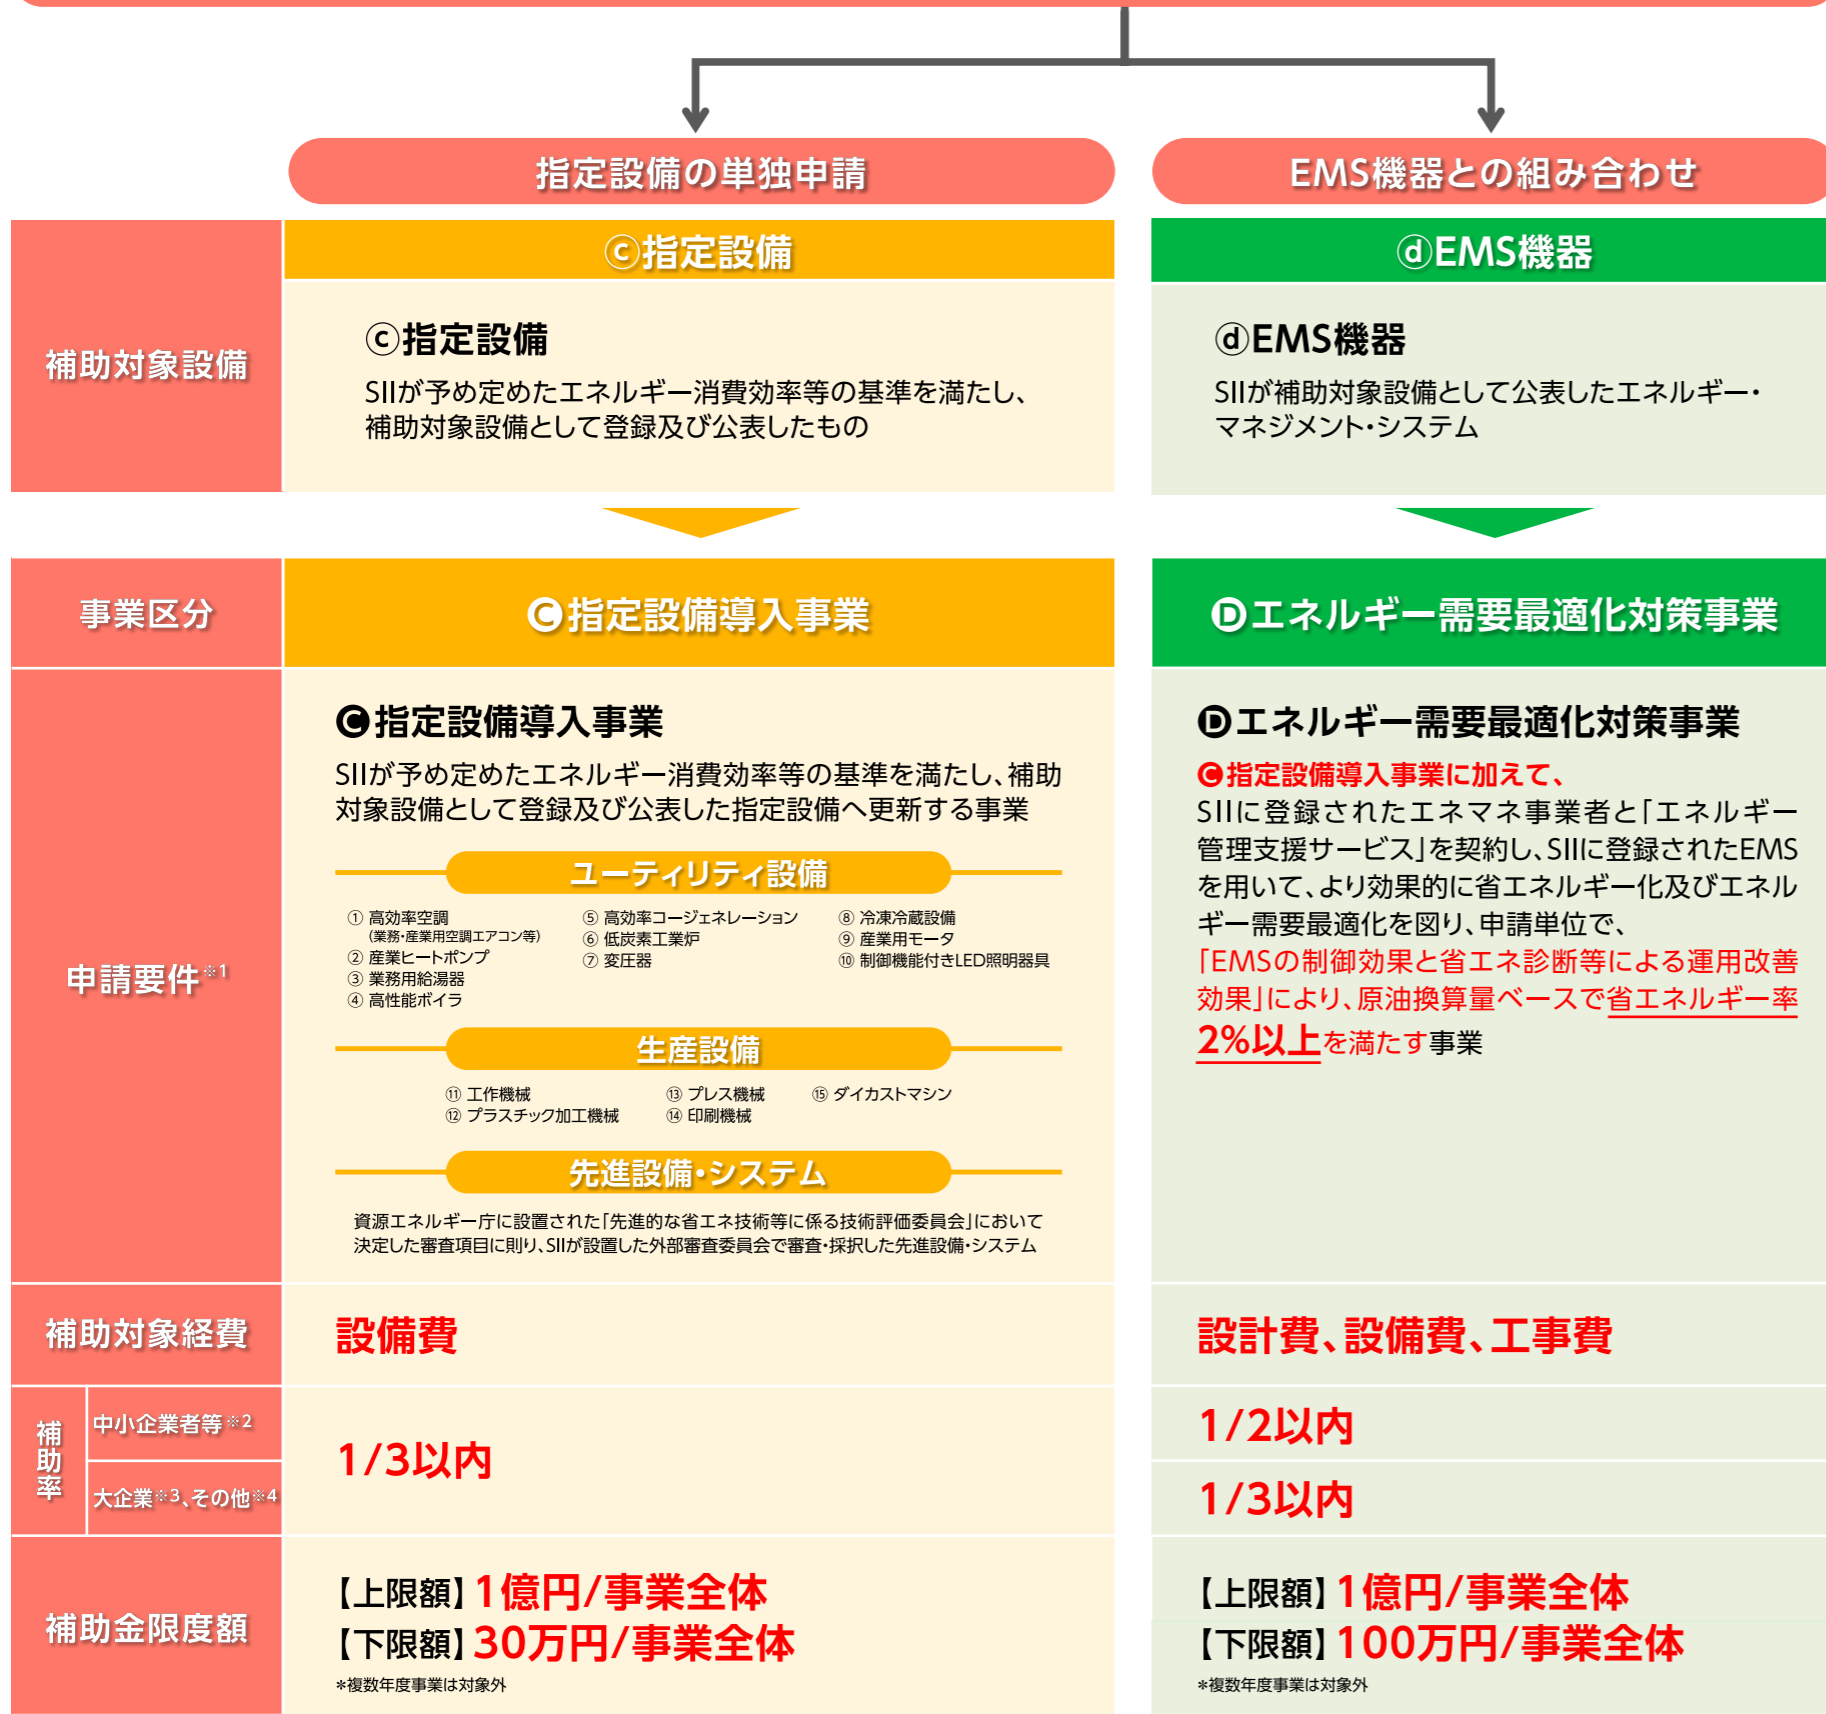 指定設備の単独申請
EMS機器との組み合わせ
補助対象設備
ⓒ指定設備
ⓒ指定設備
SIIが予め定めたエネルギー消費効率等の基準を満たし、
補助対象設備として登録及び公表したもの
ⓓEMS機器
ⓓEMS機器
SIIが補助対象設備として公表したエネルギー・
マネジメント・システム
事業区分
🅒指定設備導入事業
🅓エネルギー需要最適化対策事業
申請要件※1
🅒指定設備導入事業
SIIが予め定めたエネルギー消費効率等の基準を満たし、補助
対象設備として登録及び公表した指定設備へ更新する事業
ユーティリティ設備
① 高効率空調
(業務・産業用空調エアコン等)
② 産業ヒートポンプ
③ 業務用給湯器
④ 高性能ボイラ
⑤ 高効率コージェネレーション
⑥ 低炭素工業炉
⑦ 変圧器
⑧ 冷凍冷蔵設備
⑨ 産業用モータ
⑩ 制御機能付きLED照明器具
生産設備
⑪ 工作機械
⑫ プラスチック加工機械
⑬ プレス機械
⑭ 印刷機械
⑮ ダイカストマシン
先進設備・システム
資源エネルギー庁に設置された「先進的な省エネ技術等に係る技術評価委員会」において
決定した審査項目に則り、SIIが設置した外部審査委員会で審査・採択した先進設備・システム
🅓エネルギー需要最適化対策事業
🅒指定設備導入事業に加えて、
SIIに登録されたエネマネ事業者と「エネルギー
管理支援サービス」を契約し、SIIに登録されたEMS
を用いて、より効果的に省エネルギー化及びエネル
ギー需要最適化を図り、申請単位で、
「EMSの制御効果と省エネ診断等による運用改善
効果」により、原油換算量ベースで省エネルギー率
2%以上を満たす事業
補助対象経費
設備費
設計費、設備費、工事費
補助率
中小企業者等※2
大企業※3、その他※4
1/3以内
1/2以内
1/3以内
補助金限度額
【上限額】1億円/事業全体
【下限額】30万円/事業全体
*複数年度事業は対象外
【上限額】1億円/事業全体
【下限額】100万円/事業全体
*複数年度事業は対象外